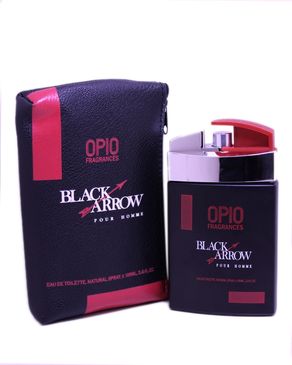 OPIO
FRAGRANCES
BLACK
ARROW
POUR HOMME
EAU DE TOILETTE, NATURAL SPRAY
OPIO
FRAGRANCES
BLACK
ARROW
POUR HOMME